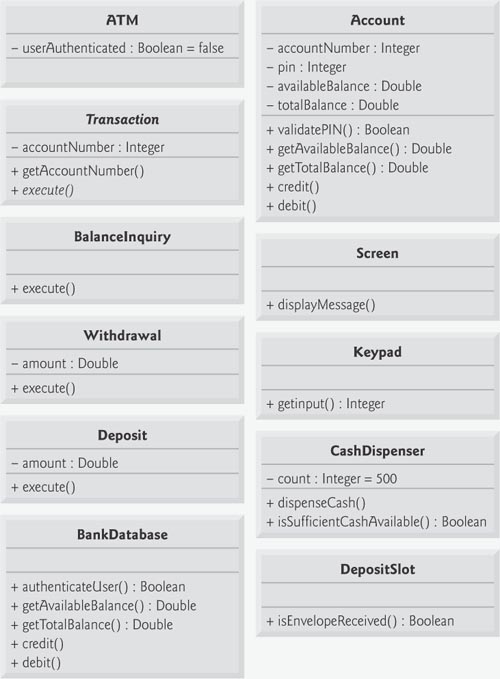 ATM
– userAuthenticated : Boolean = false
Transaction
– accountNumber : Integer
+ getAccountNumber()
+ execute()
BalanceInquiry
+ execute()
Withdrawal
– amount : Double
+ execute()
Deposit
– amount : Double
+ execute()
BankDatabase
+ authenticateUser() : Boolean
+ getAvailableBalance() : Double
+ getTotalBalance() : Double
+ credit()
+ debit()
Account
– accountNumber : Integer
– pin : Integer
– availableBalance : Double
– totalBalance : Double
+ validatePIN() : Boolean
+ getAvailableBalance() : Double
+ getTotalBalance() : Double
+ credit()
+ debit()
Screen
+ displayMessage()
Keypad
+ getinput() : Integer
CashDispenser
– count : Integer = 500
+ dispenseCash()
+ isSufficientCashAvailable() : Boolean
DepositSlot
+ isEnvelopeReceived() : Boolean